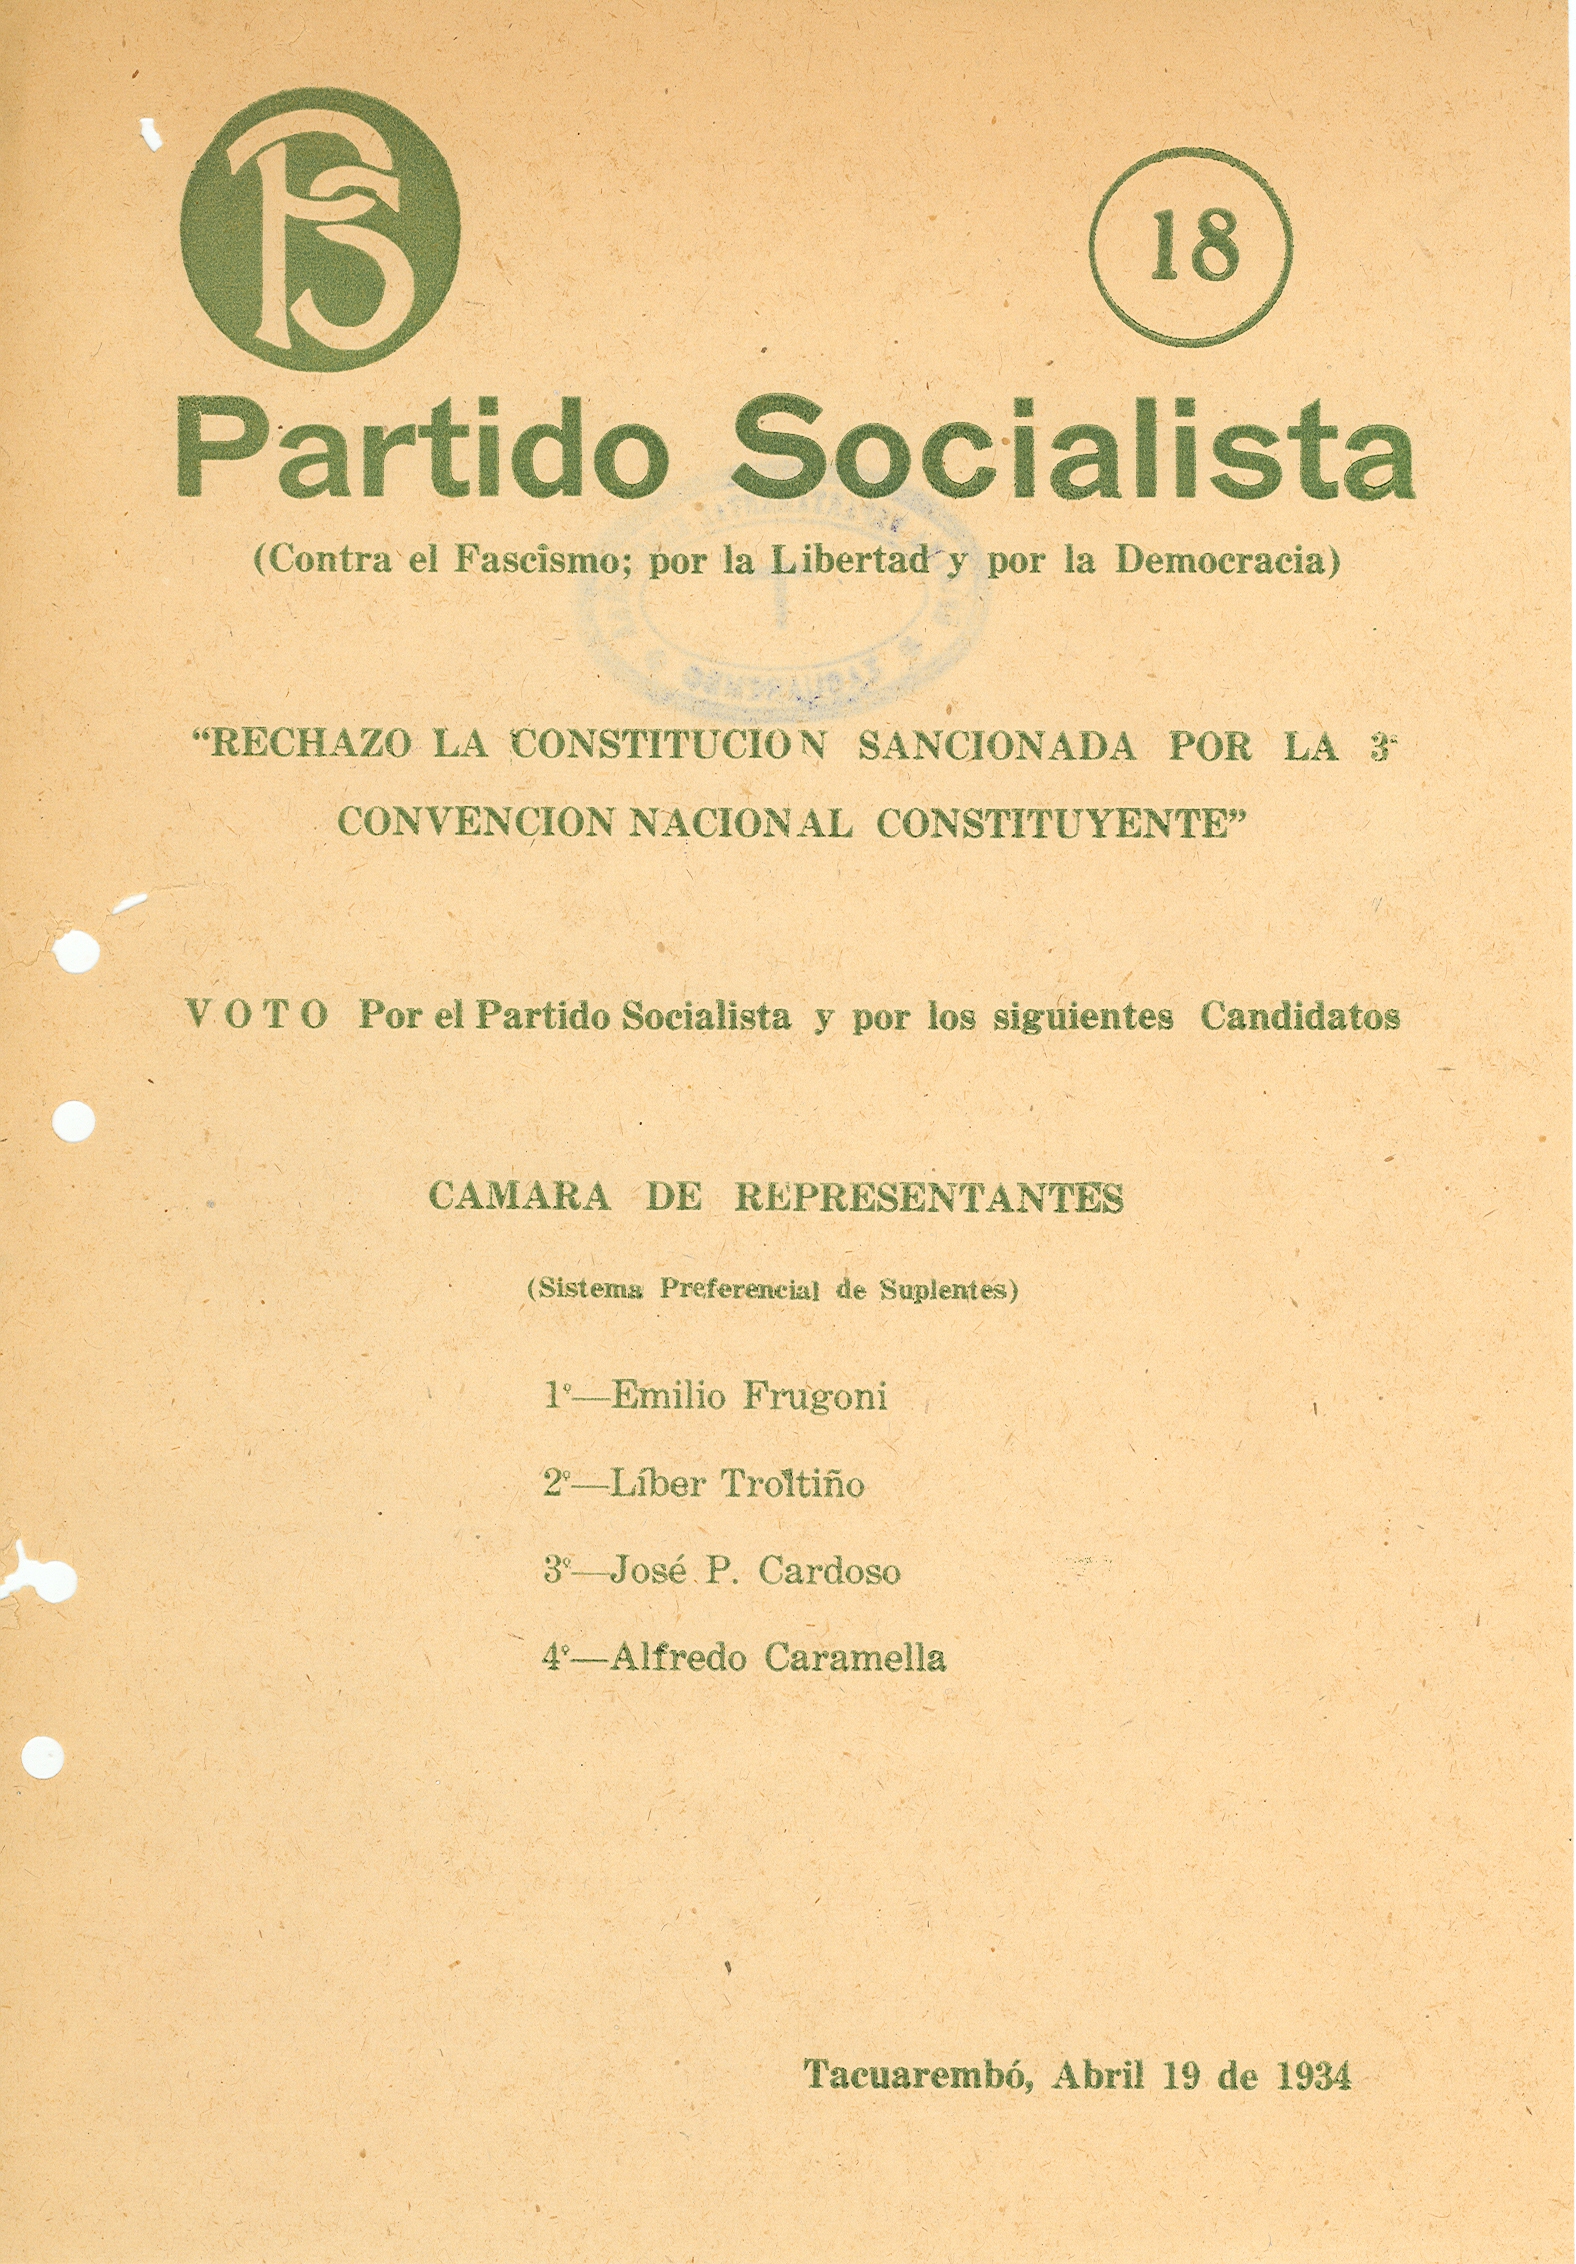 PS
18
Partido Socialista
(Contra el Fascismo; por la Libertad y por la Democracia)
“RECHAZO LA CONSTITUCION SANCIONADA POR LA 3ª
CONVENCION NACIONAL CONSTITUYENTE”
VOTO Por el Partido Socialista y por los siguientes Candidatos
CAMARA DE REPRESENTANTES
(Sistema Preferencial de Suplentes)
1º—Emilio Frugoni
2º—Líber Troitiño
3º—José P. Cardoso
4º—Alfredo Caramella
Tacuarembó, Abril 19 de 1934